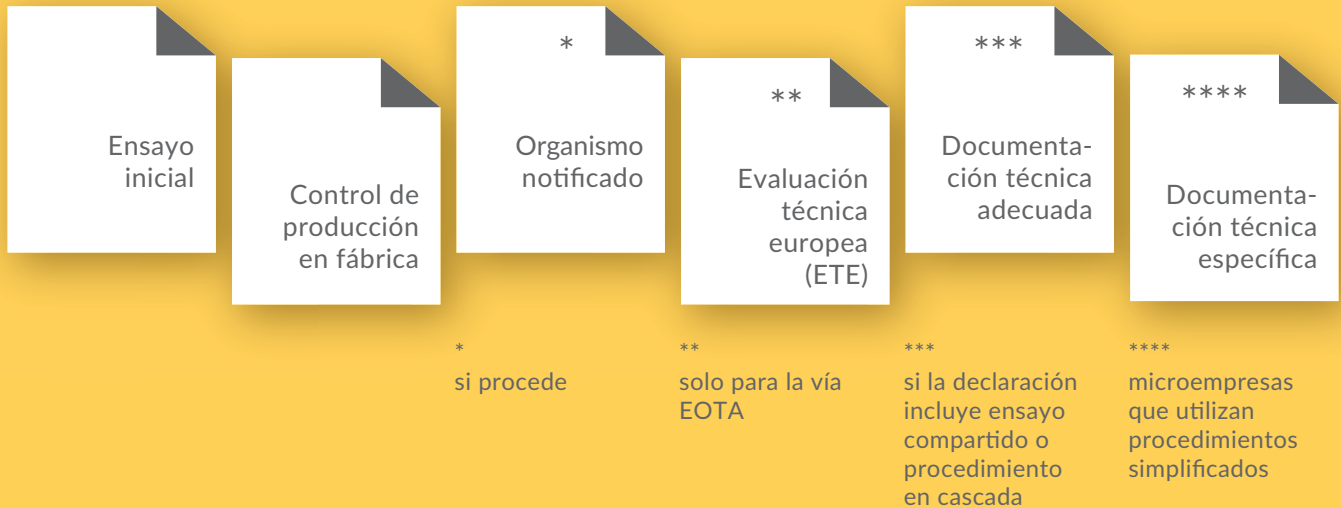 Ensayo
inicial
Control de
producción
en fábrica
*
Organismo
notificado
**
Evaluación
técnica
europea
(ETE)
***
Documenta-
ción técnica
adecuada
****
Documenta-
ción técnica
específica
*
si procede
**
solo para la vía
EOTA
***
si la declaración
incluye ensayo
compartido o
procedimiento
en cascada
****
microempresas
que utilizan
procedimientos
simplificados